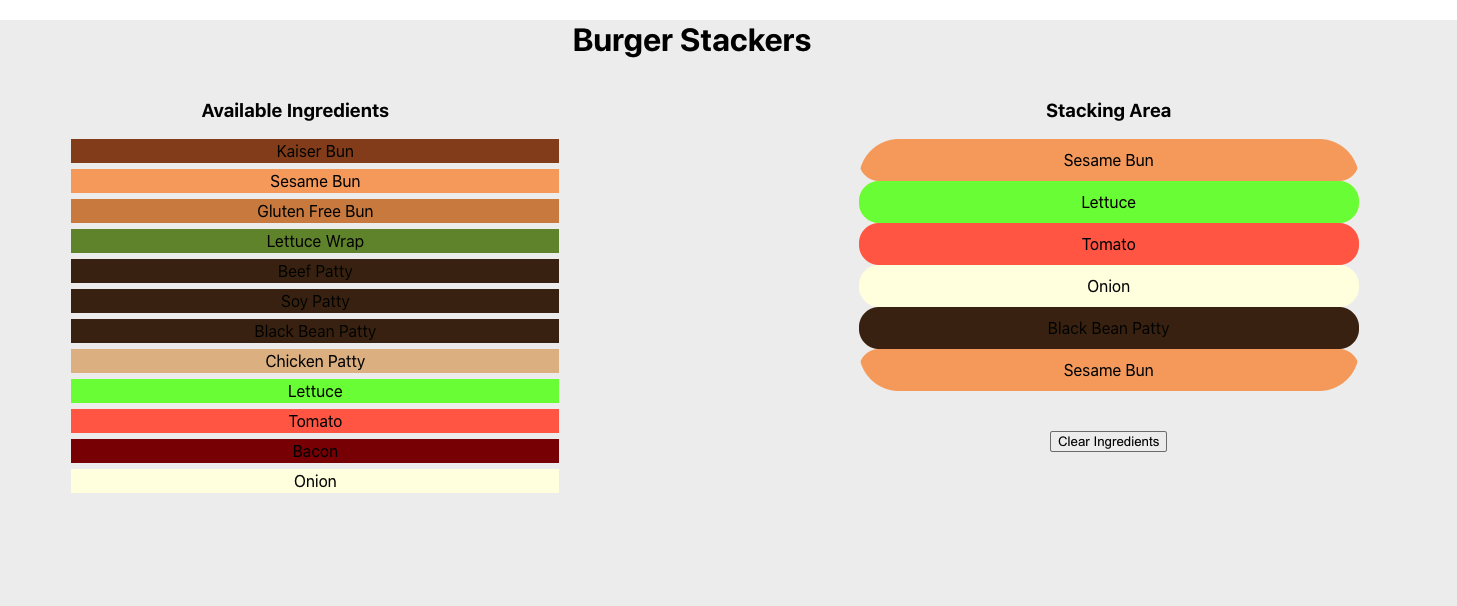 Burger Stackers
Available Ingredients
Kaiser Bun
Sesame Bun
Gluten Free Bun
Lettuce Wrap
Beef Patty
Soy Patty
Black Bean Patty
Chicken Patty
Lettuce
Tomato
Bacon
Onion
Stacking Area
Sesame Bun
Lettuce
Tomato
Onion
Black Bean Patty
Sesame Bun
Clear Ingredients